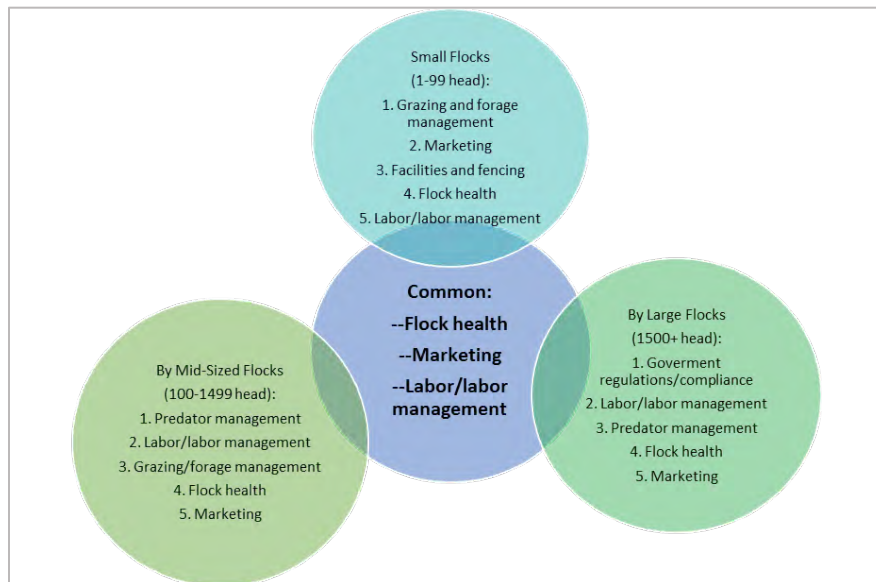 Small Flocks
(1-99 head):
1. Grazing and forage
management
2. Marketing
3. Facilities and fencing
4. Flock health
5. Labor/labor management
Common:
--Flock health
--Marketing
--Labor/labor
management
By Mid-Sized Flocks
(100-1499 head):
1. Predator management
2. Labor/labor management
3. Grazing/forage management
4. Flock health
5. Marketing
By Large Flocks
(1500+ head):
1. Goverment
regulations/compliance
2. Labor/labor management
3. Predator management
4. Flock health
5. Marketing